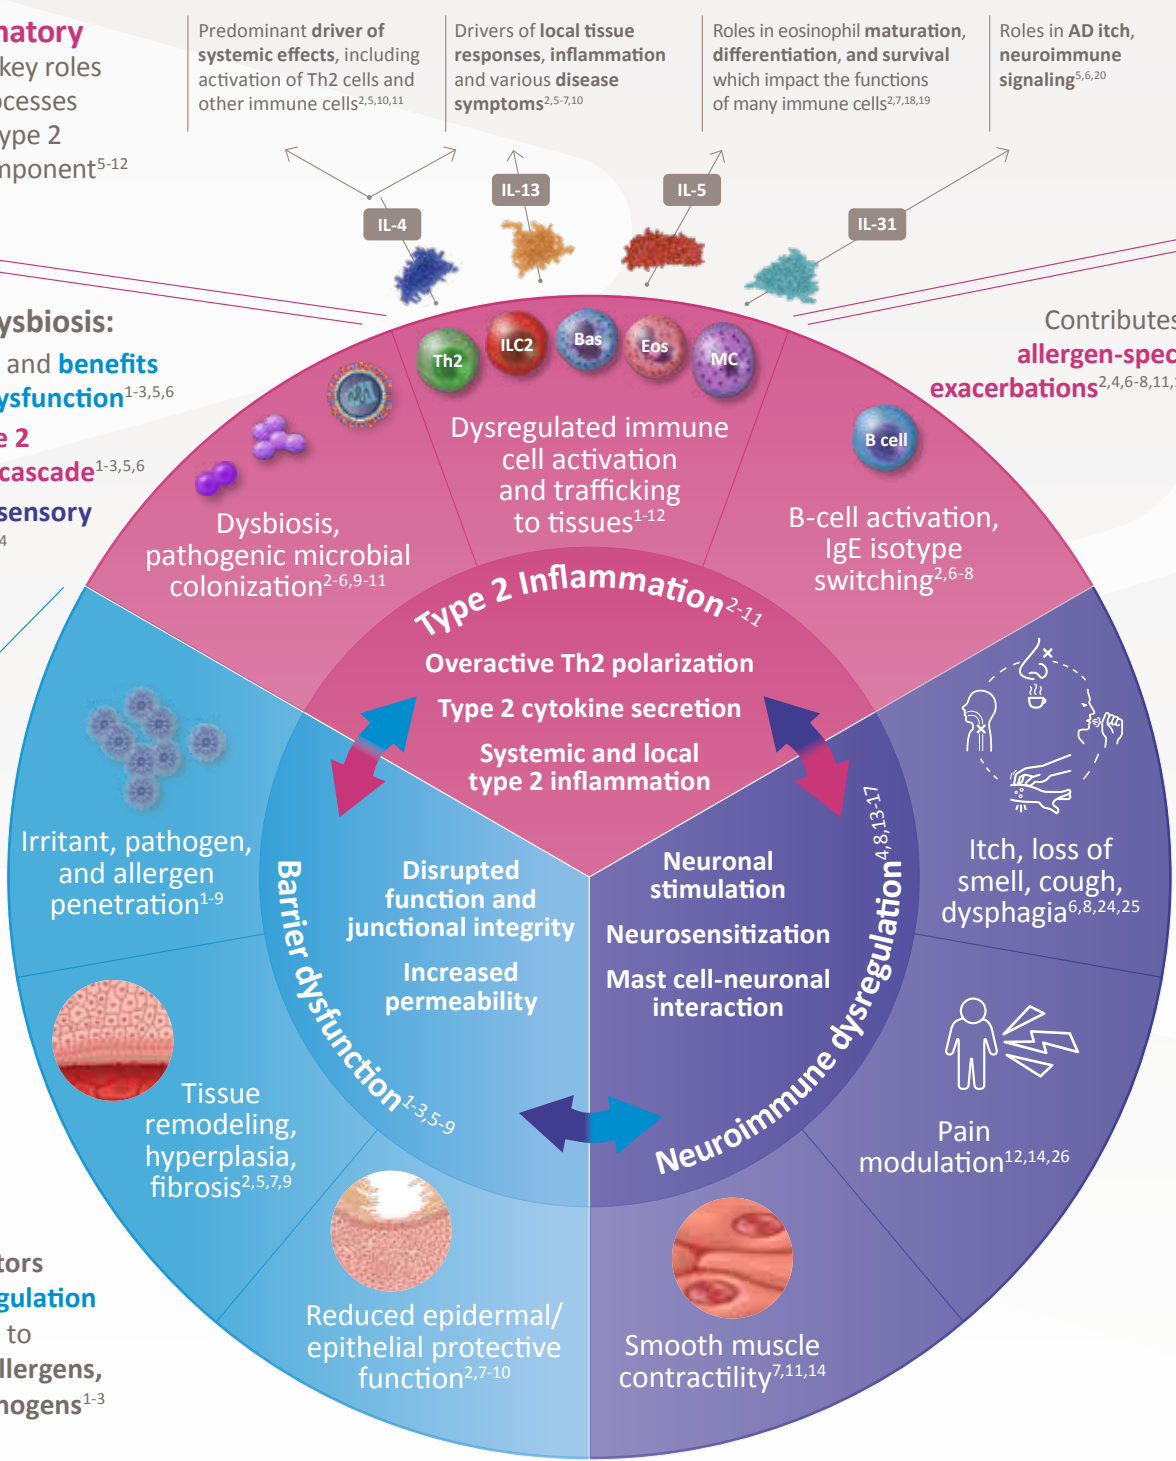 natory
key roles
ocesses
ype 2
mponent5-12
Predominant driver of
systemic effects, including
activation of Th2 cells and
other immune cells2,5,10,11
Drivers of local tissue
responses, inflammation
and various disease
symptoms2,5-7,10
Roles in eosinophil maturation,
differentiation, and survival
which impact the functions
of many immune cells2,7,18,19
Roles in AD itch,
neuroimmune
signaling5,6,20
IL-4
IL-13
IL-5
IL-31
ysbiosis:
and benefits
ysfunction1-3,5,6
e 2
cascade1-3,5,6
sensory
4
Contributes
allergen-spec
exacerbations2,4,6-8,11,
Th2
ILC2
Bas
Eos
MC
B cell
Dysbiosis,
pathogenic microbial
colonization2-6,9-11
Dysregulated immune
cell activation
and trafficking
to tissues1-12
B-cell activation,
IgE isotype
switching2,6-8
Type 2 Inflammation2-11
Overactive Th2 polarization
Type 2 cytokine secretion
Systemic and local
type 2 inflammation
Irritant, pathogen,
and allergen
penetration1-9
Barrier dysfunction1-3,5-9
Disrupted
function and
junctional integrity
Increased
permeability
Neuronal
stimulation
Neurosensitization
Mast cell-neuronal
interaction
Neuroimmune dysregulation4,8,13-17
Itch, loss of
smell, cough,
dysphagia6,8,24,25
Tissue
remodeling,
hyperplasia,
fibrosis2,5,7,9
Pain
modulation12,14,26
Reduced epidermal/
epithelial protective
function2,7-10
Smooth muscle
contractility7,11,14
tors
gulation
to
llergens,
hogens1-3